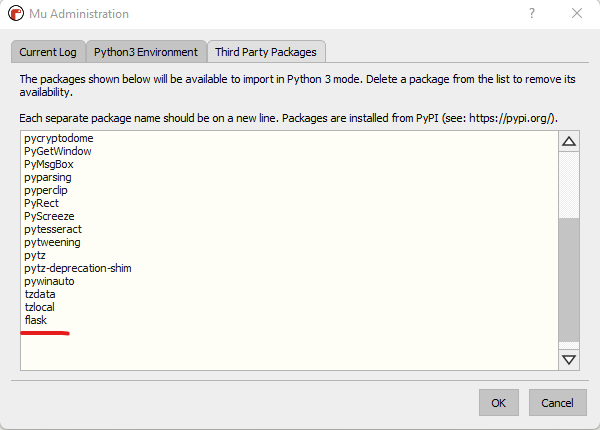 Mu Administration
?
Current Log
Python3 Environment
Third Party Packages
The packages shown below will be available to import in Python 3 mode. Delete a package from the list to remove its
availability.
Each separate package name should be on a new line. Packages are installed from PyPI (see: https://pypi.org/).
pycryptodome
PyGetWindow
PyMsgBox
pyparsing
pyperclip
PyRect
PyScreeze
pytesseract
pytweening
pytz
pytz-deprecation-shim
pywinauto
tzdata
tzlocal
flask
OK
Cancel